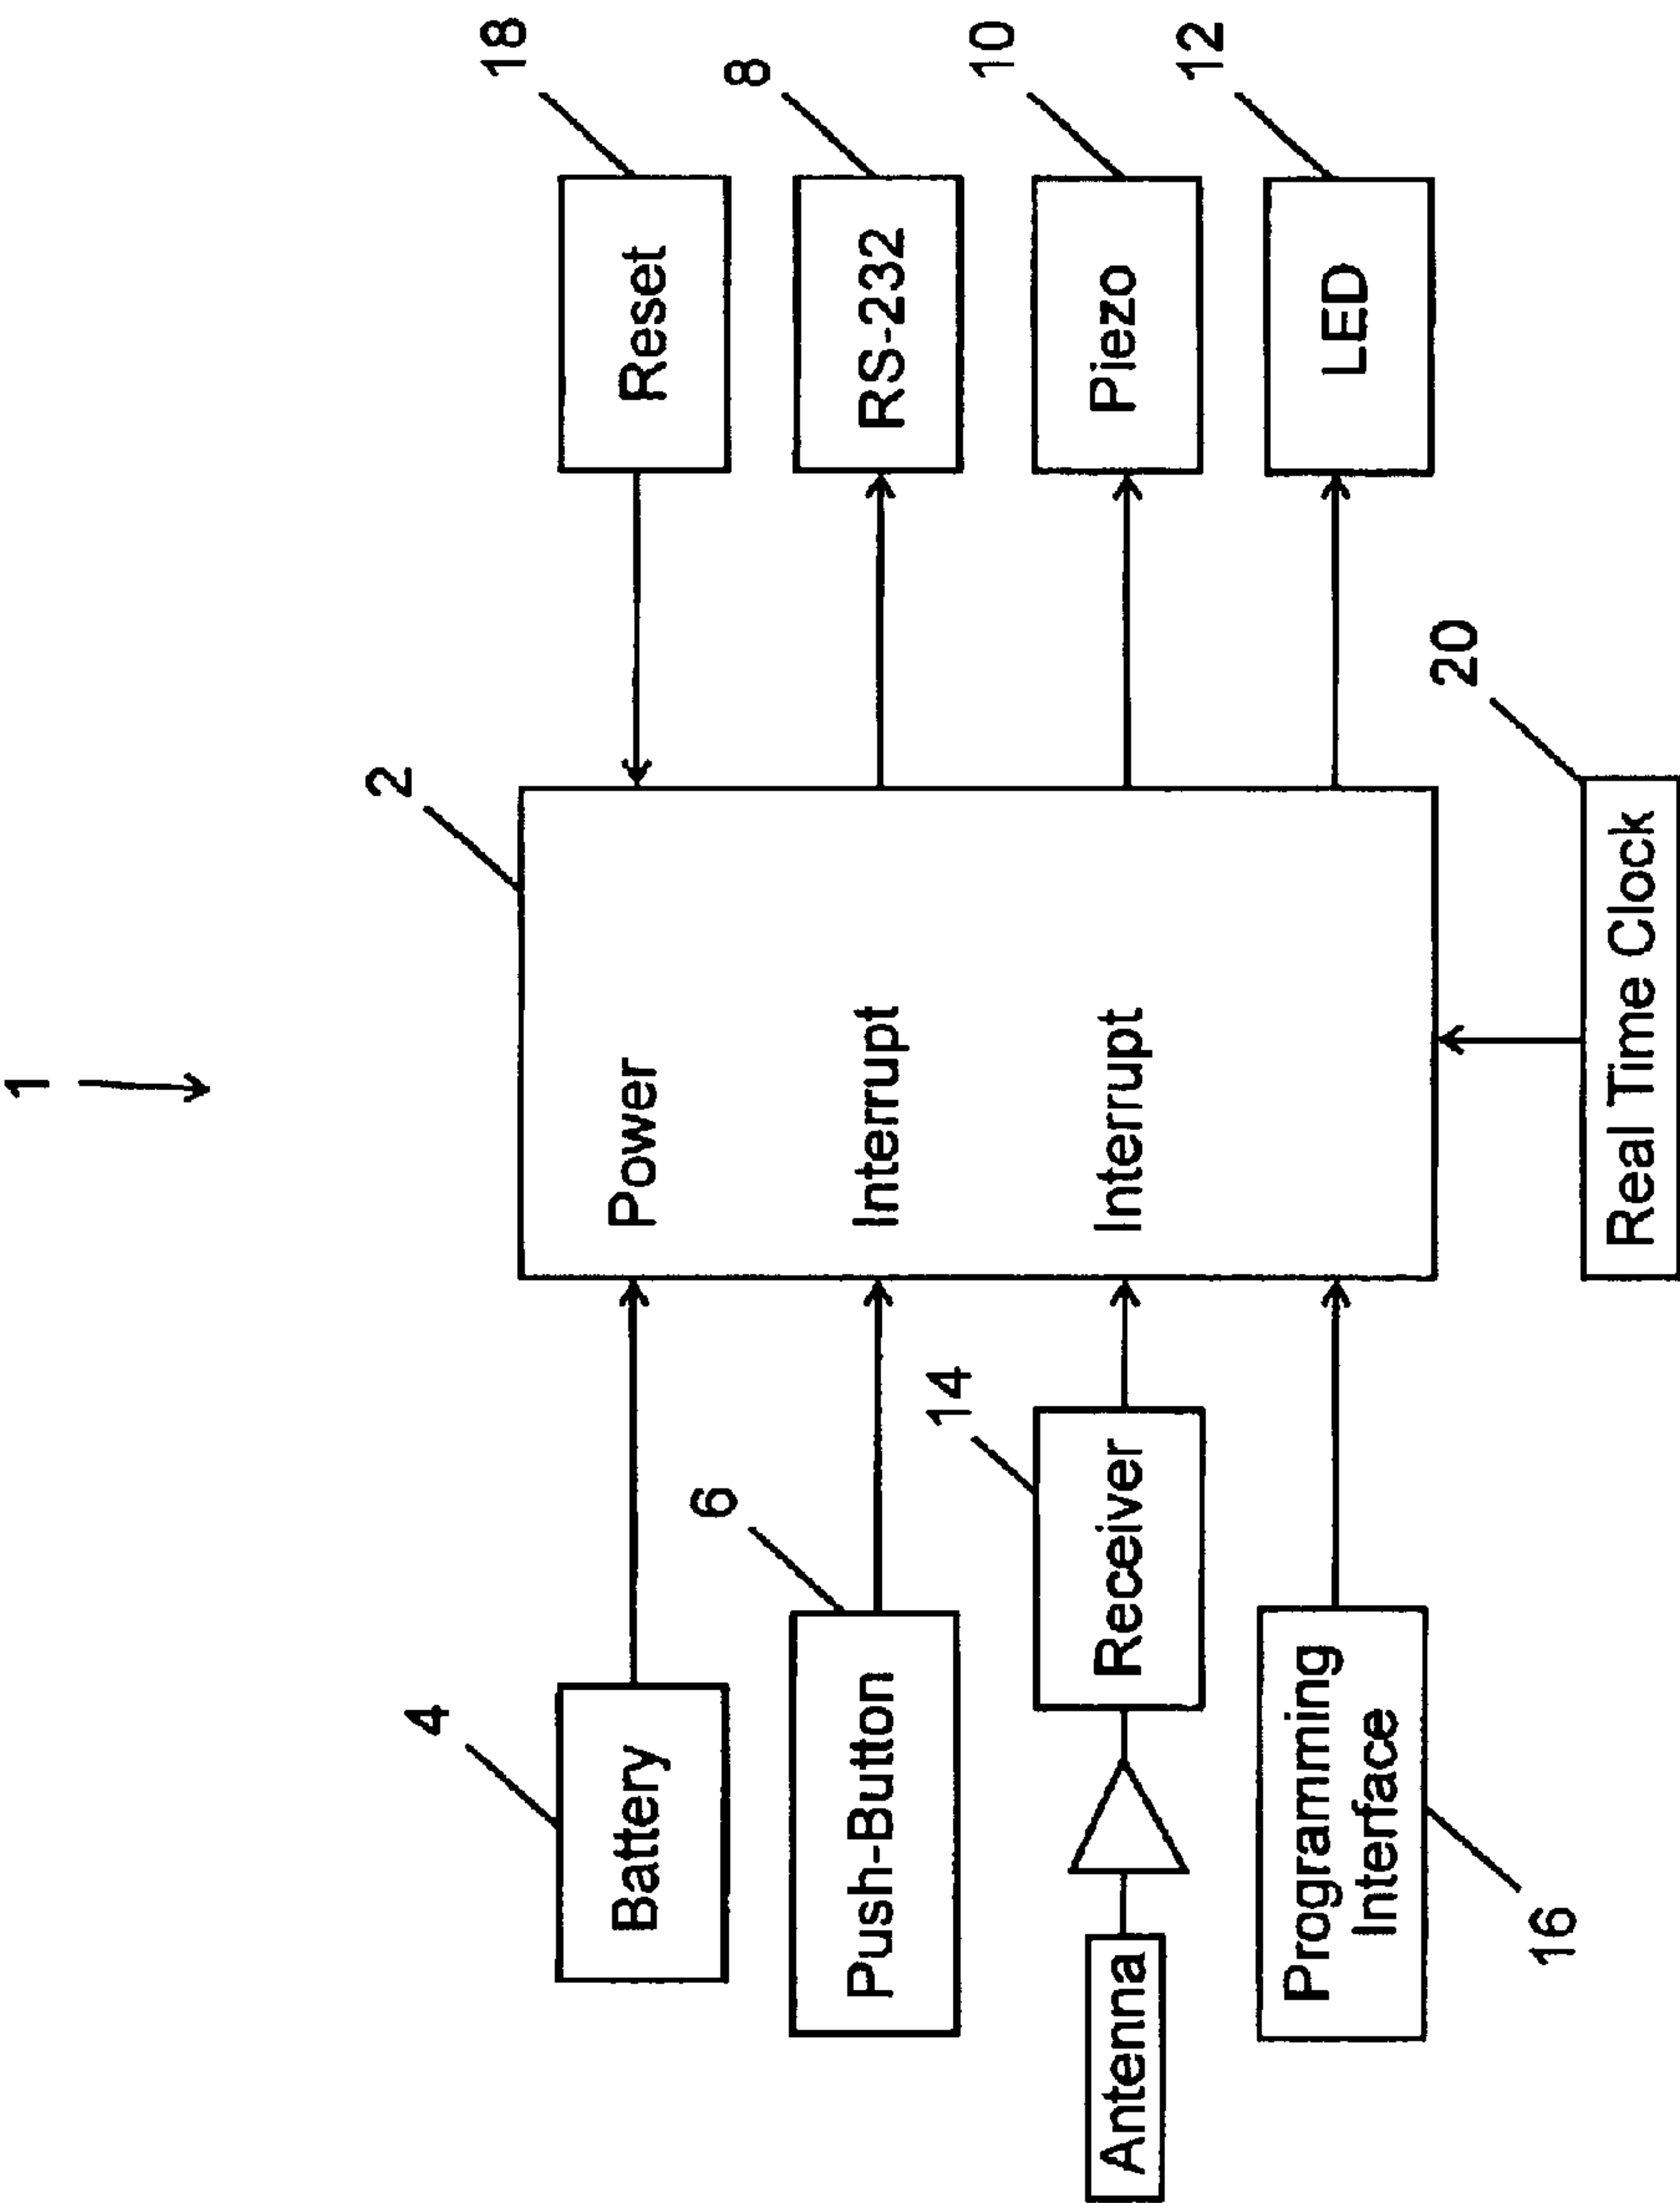 1
2
18
4
Battery
Power
Reset
8
6
Push-Button
Interrupt
RS-232
10
14
Antenna
Receiver
Interrupt
Piezo
12
Programming
Interface
LED
16
20
Real Time Clock